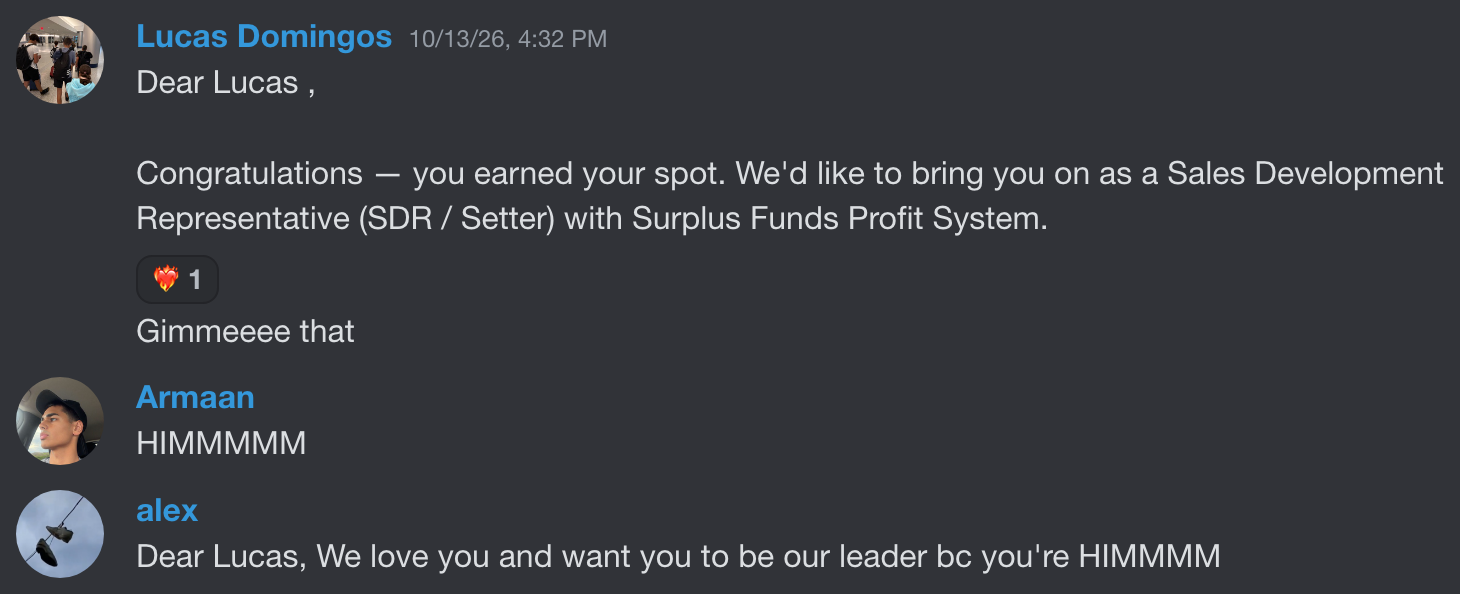 Lucas Domingos 10/13/26, 4:32 PM
Dear Lucas ,
Congratulations — you earned your spot. We'd like to bring you on as a Sales Development
Representative (SDR / Setter) with Surplus Funds Profit System.
❤️‍🔥 1
Gimmeeee that
Armaan
HIMMMMM
alex
Dear Lucas, We love you and want you to be our leader bc you're HIMMMM